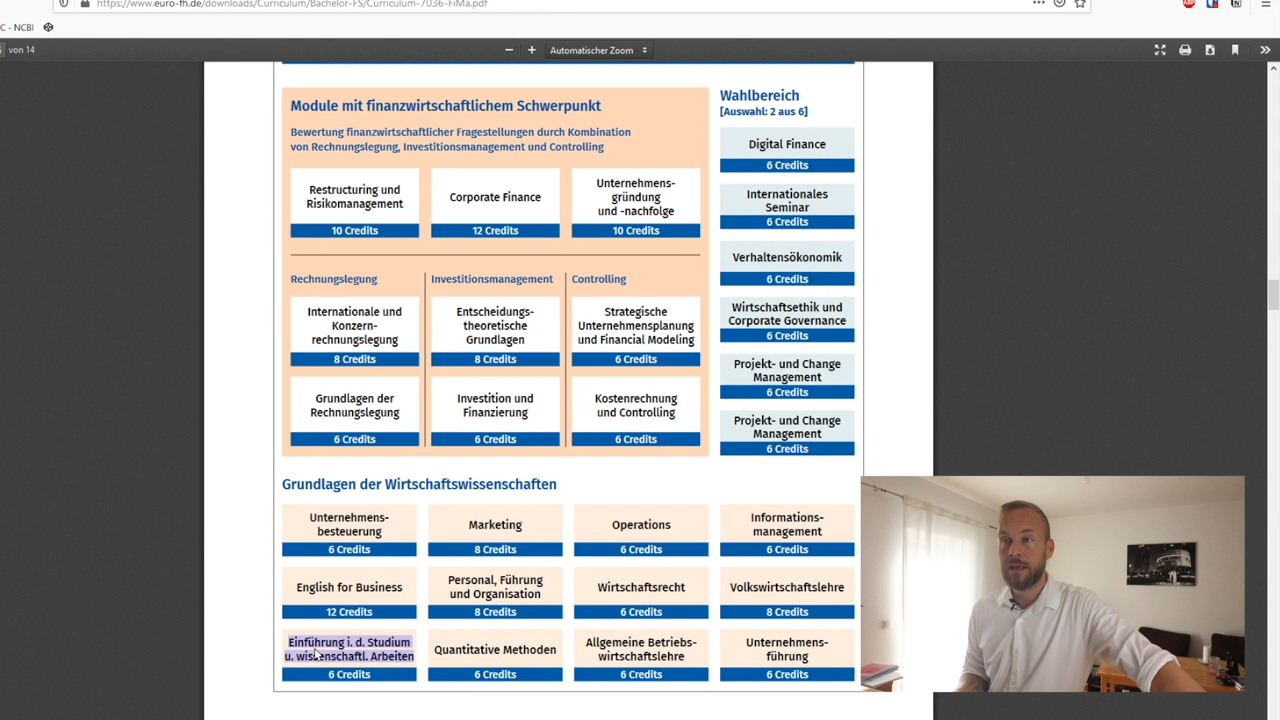 https://www.euro-fh.de/downloads/Curriculum/Bachelor-FS/Curriculum-7036-FiMa.pdf
C - NCBI
von 14
Automatischer Zoom
Module mit finanzwirtschaftlichem Schwerpunkt
Bewertung finanzwirtschaftlicher Fragestellungen durch Kombination
von Rechnungslegung, Investitionsmanagement und Controlling
Restructuring und
Risikomanagement
10 Credits
Corporate Finance
12 Credits
Unternehmens-
gründung
und -nachfolge
10 Credits
Rechnungslegung
Internationale und
Konzern-
rechnungslegung
8 Credits
Grundlagen der
Rechnungslegung
6 Credits
Investitionsmanagement
Entscheidungs-
theoretische
Grundlagen
8 Credits
Investition und
Finanzierung
6 Credits
Controlling
Strategische
Unternehmensplanung
und Financial Modeling
6 Credits
Kostenrechnung
und Controlling
6 Credits
Wahlbereich
[Auswahl: 2 aus 6]
Digital Finance
6 Credits
Internationales
Seminar
6 Credits
Verhaltensökonomik
6 Credits
Wirtschaftsethik und
Corporate Governance
6 Credits
Projekt- und Change
Management
6 Credits
Projekt- und Change
Management
6 Credits
Grundlagen der Wirtschaftswissenschaften
Unternehmens-
besteuerung
6 Credits
Marketing
8 Credits
Operations
6 Credits
Informations-
management
6 Credits
English for Business
12 Credits
Personal, Führung
und Organisation
8 Credits
Wirtschaftsrecht
6 Credits
Volkswirtschaftslehre
8 Credits
Einführung i. d. Studium
u. wissenschaftl. Arbeiten
6 Credits
Quantitative Methoden
6 Credits
Allgemeine Betriebs-
wirtschaftslehre
6 Credits
Unternehmens-
führung
6 Credits